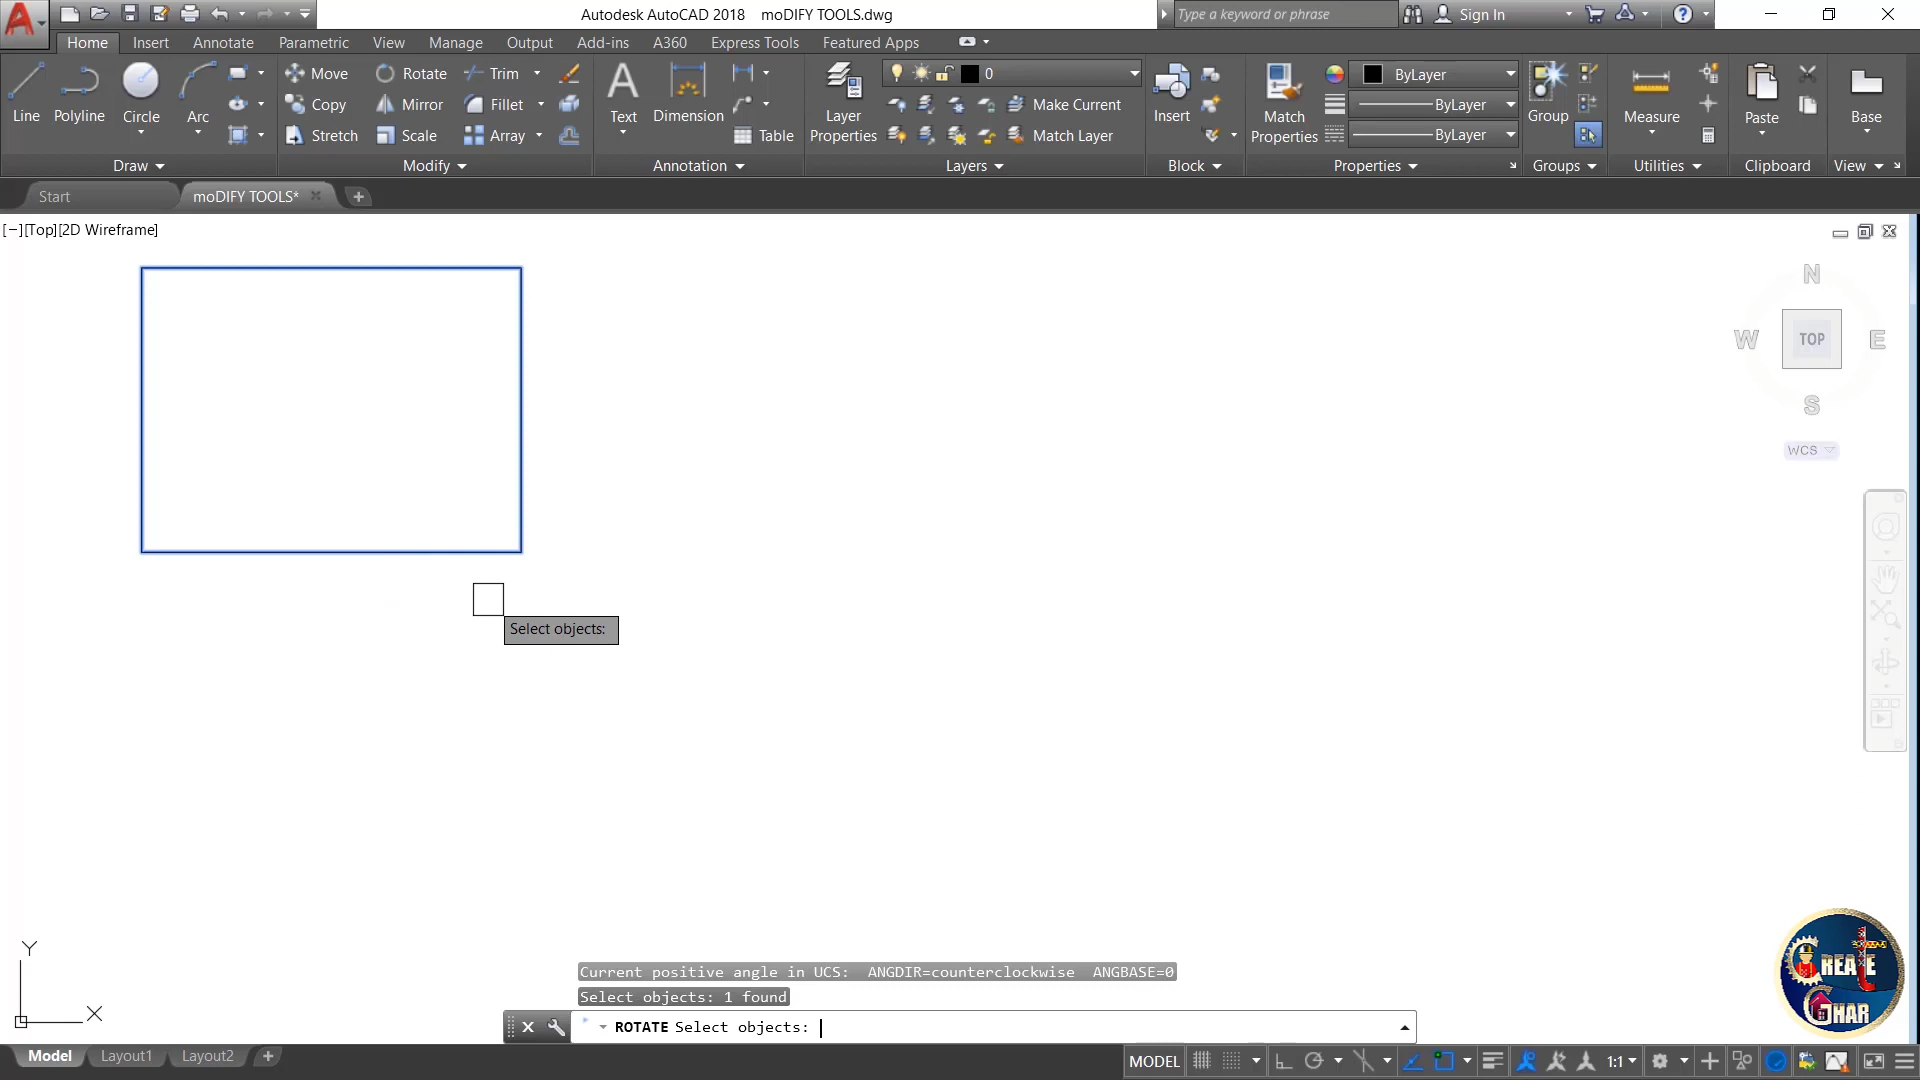 Autodesk AutoCAD 2018 moDIFY TOOLS.dwg
Type a keyword or phrase
Sign In
Home Insert Annotate Parametric View Manage Output Add-ins A360 Express Tools Featured Apps
Line Polyline Circle Arc
Draw
Move Rotate Trim
Copy Mirror Fillet
Stretch Scale Array
Modify
Text Dimension Table
Annotation
Layer Properties
0
Make Current
Match Layer
Layers
Insert
Block
Match Properties
ByLayer
ByLayer
ByLayer
Properties
Group
Groups
Measure
Utilities
Paste
Clipboard
Base
View
Start moDIFY TOOLS*
[−][Top][2D Wireframe]
N
W TOP E
S
WCS
Select objects:
Y
X
Current positive angle in UCS: ANGDIR=counterclockwise ANGBASE=0
Select objects: 1 found
ROTATE Select objects:
CREATE
GHAR
Model Layout1 Layout2
MODEL 1:1